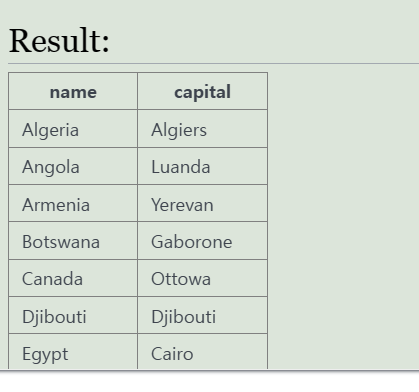 Result:
name capital
Algeria Algiers
Angola Luanda
Armenia Yerevan
Botswana Gaborone
Canada Ottowa
Djibouti Djibouti
Egypt Cairo